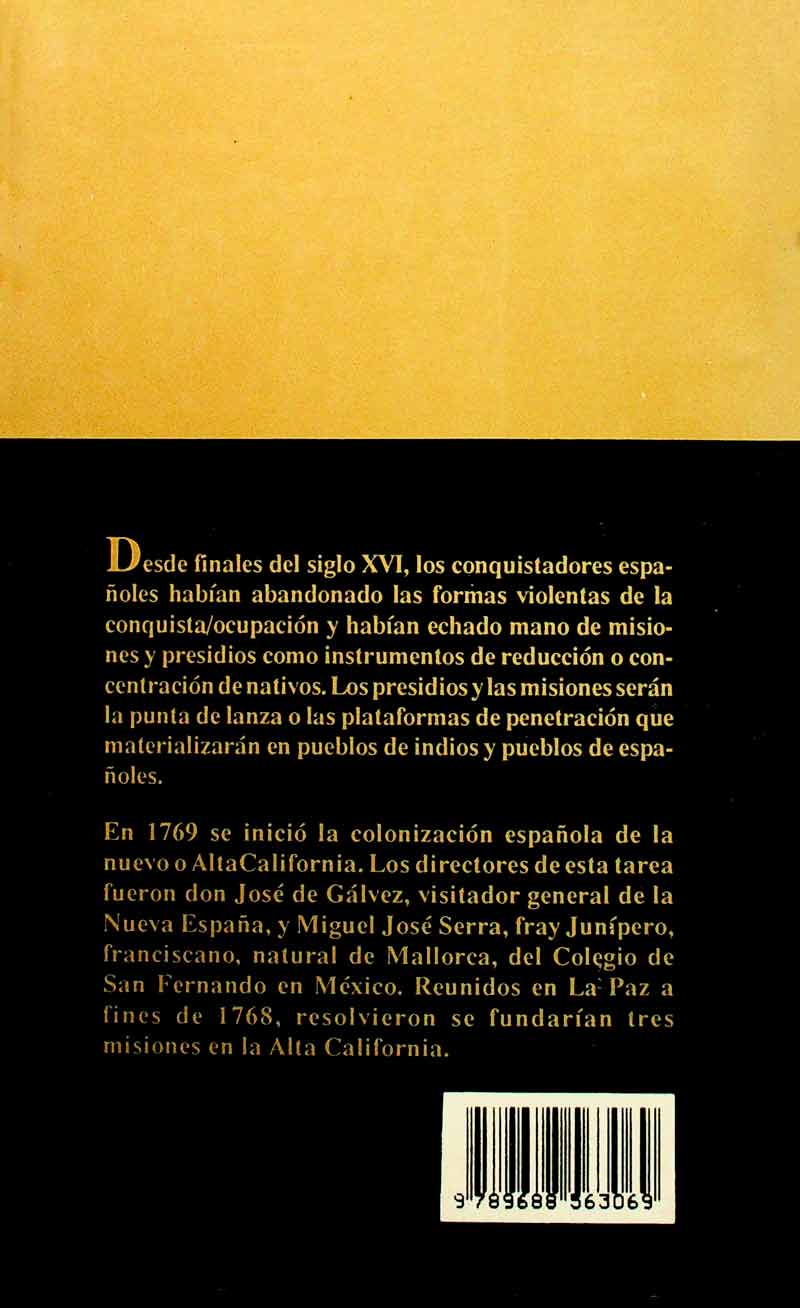 Desde finales del siglo XVI, los conquistadores espa-
ñoles habían abandonado las formas violentas de la
conquista/ocupación y habían echado mano de misio-
nes y presidios como instrumentos de reducción o con-
centración de nativos. Los presidios y las misiones serán
la punta de lanza o las plataformas de penetración que
materializarán en pueblos de indios y pueblos de espa-
ñoles.
En 1769 se inició la colonización española de la
nuevo o AltaCalifornia. Los directores de esta tarea
fueron don José de Gálvez, visitador general de la
Nueva España, y Miguel José Serra, fray Junípero,
franciscano, natural de Mallorca, del Colegio de
San Fernando en México. Reunidos en La Paz a
fines de 1768, resolvieron se fundarían tres
misiones en la Alta California.
9 789688 563069